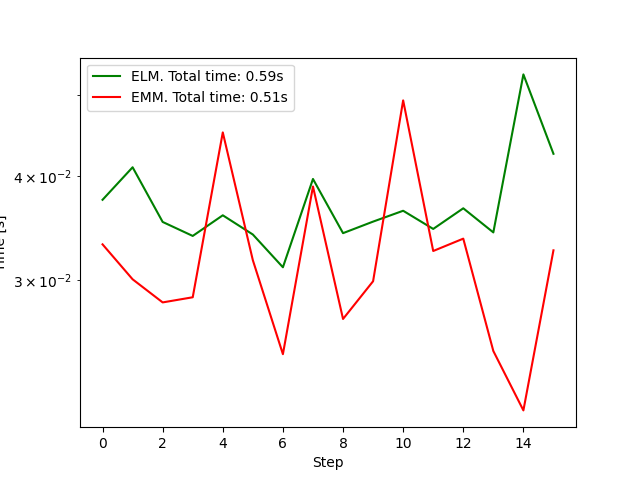 ELM. Total time: 0.59s
EMM. Total time: 0.51s
4 × 10⁻²
3 × 10⁻²
Time [s]
0 2 4 6 8 10 12 14
Step